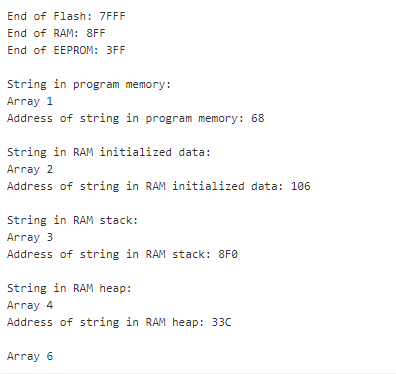 End of Flash: 7FFF
End of RAM: 8FF
End of EEPROM: 3FF
String in program memory:
Array 1
Address of string in program memory: 68
String in RAM initialized data:
Array 2
Address of string in RAM initialized data: 106
String in RAM stack:
Array 3
Address of string in RAM stack: 8F0
String in RAM heap:
Array 4
Address of string in RAM heap: 33C
Array 6